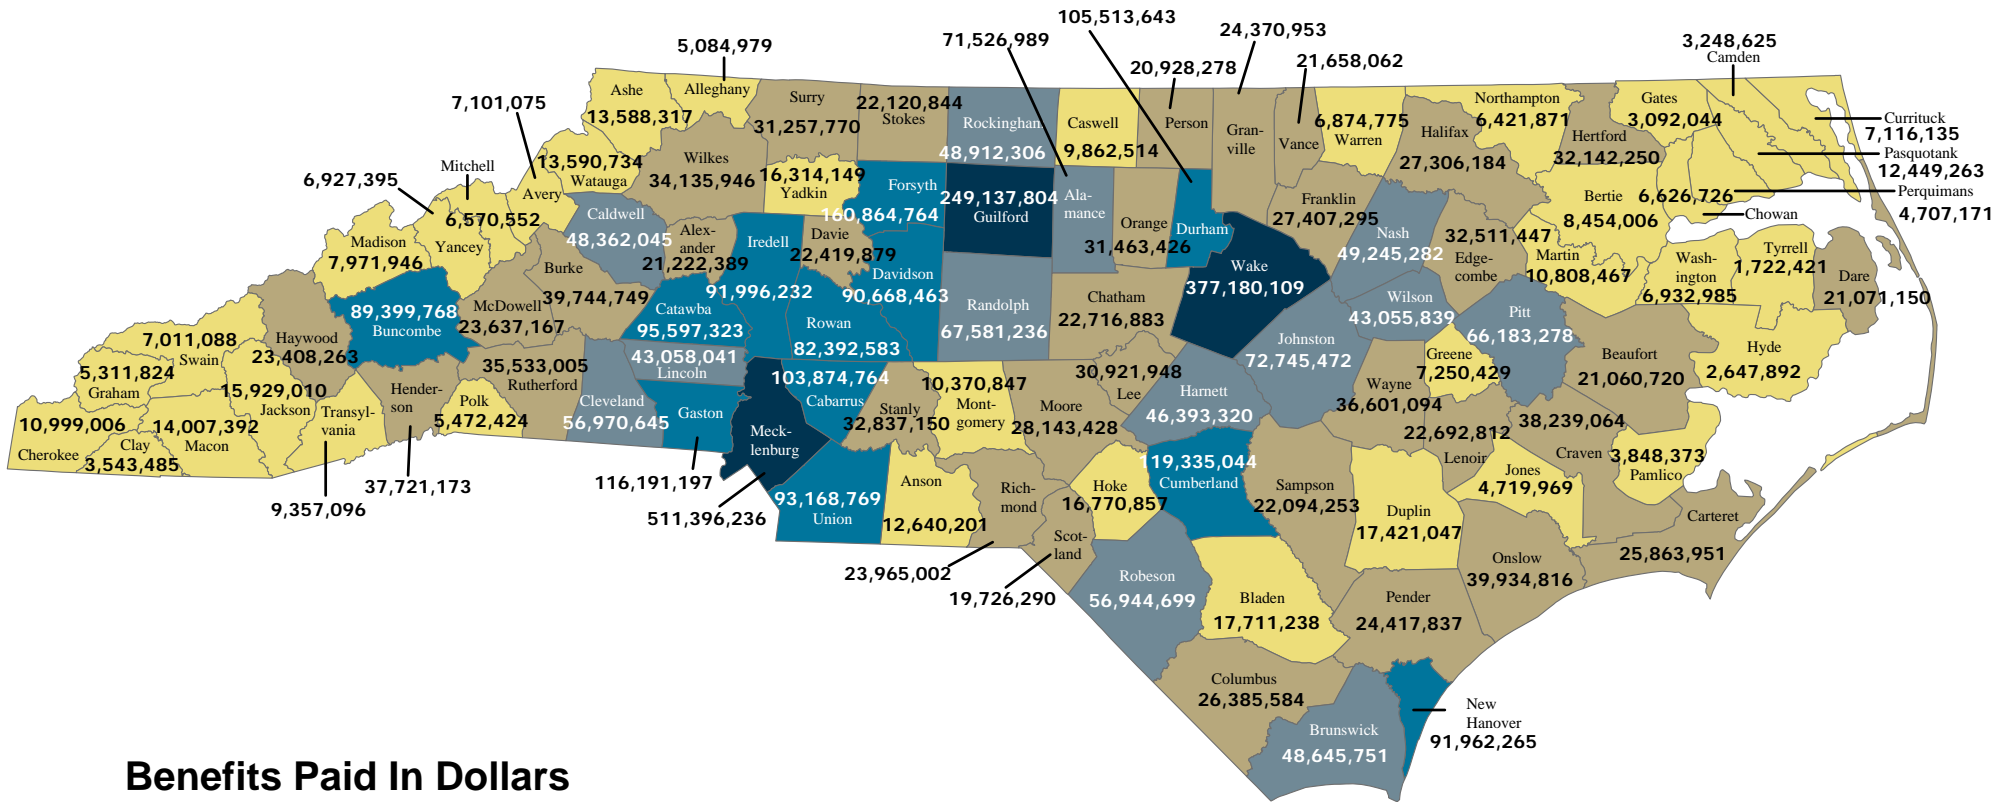 105,513,643
24,370,953
5,084,979
71,526,989
3,248,625
Camden
20,928,278
21,658,062
Ashe
13,588,317
Alleghany
Surry
31,257,770
22,120,844
Stokes
Rockingham
48,912,306
Caswell
9,862,514
Person
Gran-
ville
Vance
6,874,775
Warren
Halifax
27,306,184
Northampton
6,421,871
Hertford
32,142,250
Gates
3,092,044
Currituck
7,116,135
Pasquotank
12,449,263
Perquimans
4,707,171
Chowan
6,626,726
7,101,075
Mitchell
6,927,395
Avery
13,590,734
Watauga
Wilkes
34,135,946
16,314,149
Yadkin
Forsyth
160,864,764
249,137,804
Guilford
Ala-
mance
Orange
31,463,426
Durham
Franklin
27,407,295
Nash
49,245,282
32,511,447
Edge-
combe
Bertie
8,454,006
Martin
10,808,467
Wash-
ington
6,932,985
Tyrrell
1,722,421
Dare
21,071,150
6,570,552
Madison
7,971,946
Yancey
Caldwell
48,362,045
Alex-
ander
21,222,389
Iredell
91,996,232
Davie
22,419,879
Davidson
90,668,463
Randolph
67,581,236
Chatham
22,716,883
Wake
377,180,109
Johnston
72,745,472
Wilson
43,055,839
Pitt
66,183,278
Beaufort
21,060,720
Hyde
2,647,892
Burke
39,744,749
McDowell
23,637,167
89,399,768
Buncombe
Haywood
23,408,263
7,011,088
Swain
5,311,824
Graham
15,929,010
Jackson
Catawba
95,597,323
Rowan
82,392,583
43,058,041
Lincoln
35,533,005
Rutherford
Cleveland
56,970,645
Gaston
103,874,764
Cabarrus
Stanly
32,837,150
10,370,847
Mont-
gomery
Moore
28,143,428
30,921,948
Lee
Harnett
46,393,320
Wayne
36,601,094
Greene
7,250,429
22,692,812
Lenoir
38,239,064
Craven
3,848,373
Pamlico
10,999,006
Cherokee
Clay
3,543,485
14,007,392
Macon
Transyl-
vania
Hender-
son
Polk
5,472,424
9,357,096
37,721,173
116,191,197
Meck-
lenburg
511,396,236
93,168,769
Union
Anson
12,640,201
Rich-
mond
23,965,002
Scot-
land
19,726,290
Hoke
16,770,857
119,335,044
Cumberland
Sampson
22,094,253
Duplin
17,421,047
Jones
4,719,969
Carteret
25,863,951
Onslow
39,934,816
Robeson
56,944,699
Bladen
17,711,238
Pender
24,417,837
Columbus
26,385,584
Brunswick
48,645,751
New
Hanover
91,962,265
Benefits Paid In Dollars